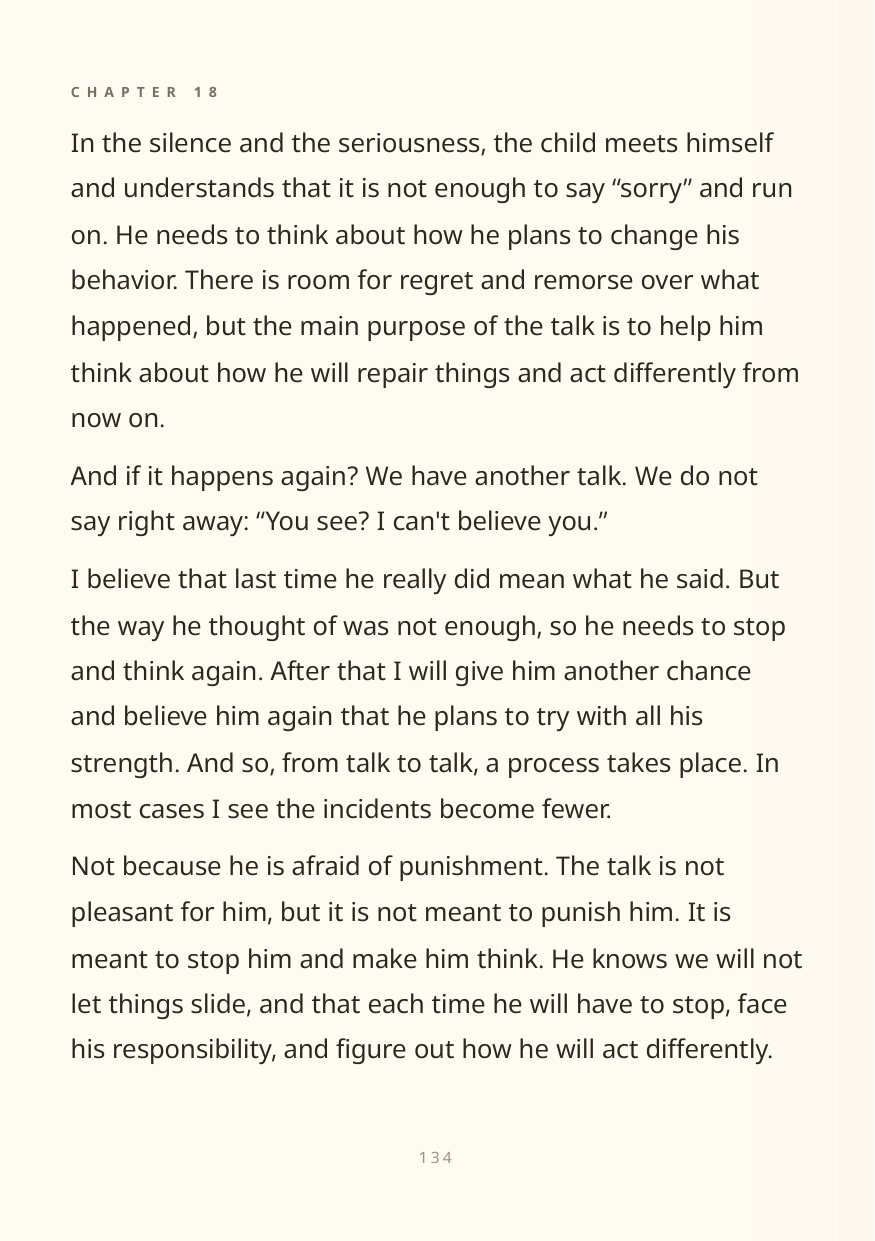 CHAPTER 18
In the silence and the seriousness, the child meets himself
and understands that it is not enough to say “sorry” and run
on. He needs to think about how he plans to change his
behavior. There is room for regret and remorse over what
happened, but the main purpose of the talk is to help him
think about how he will repair things and act differently from
now on.
And if it happens again? We have another talk. We do not
say right away: “You see? I can't believe you.”
I believe that last time he really did mean what he said. But
the way he thought of was not enough, so he needs to stop
and think again. After that I will give him another chance
and believe him again that he plans to try with all his
strength. And so, from talk to talk, a process takes place. In
most cases I see the incidents become fewer.
Not because he is afraid of punishment. The talk is not
pleasant for him, but it is not meant to punish him. It is
meant to stop him and make him think. He knows we will not
let things slide, and that each time he will have to stop, face
his responsibility, and figure out how he will act differently.
134